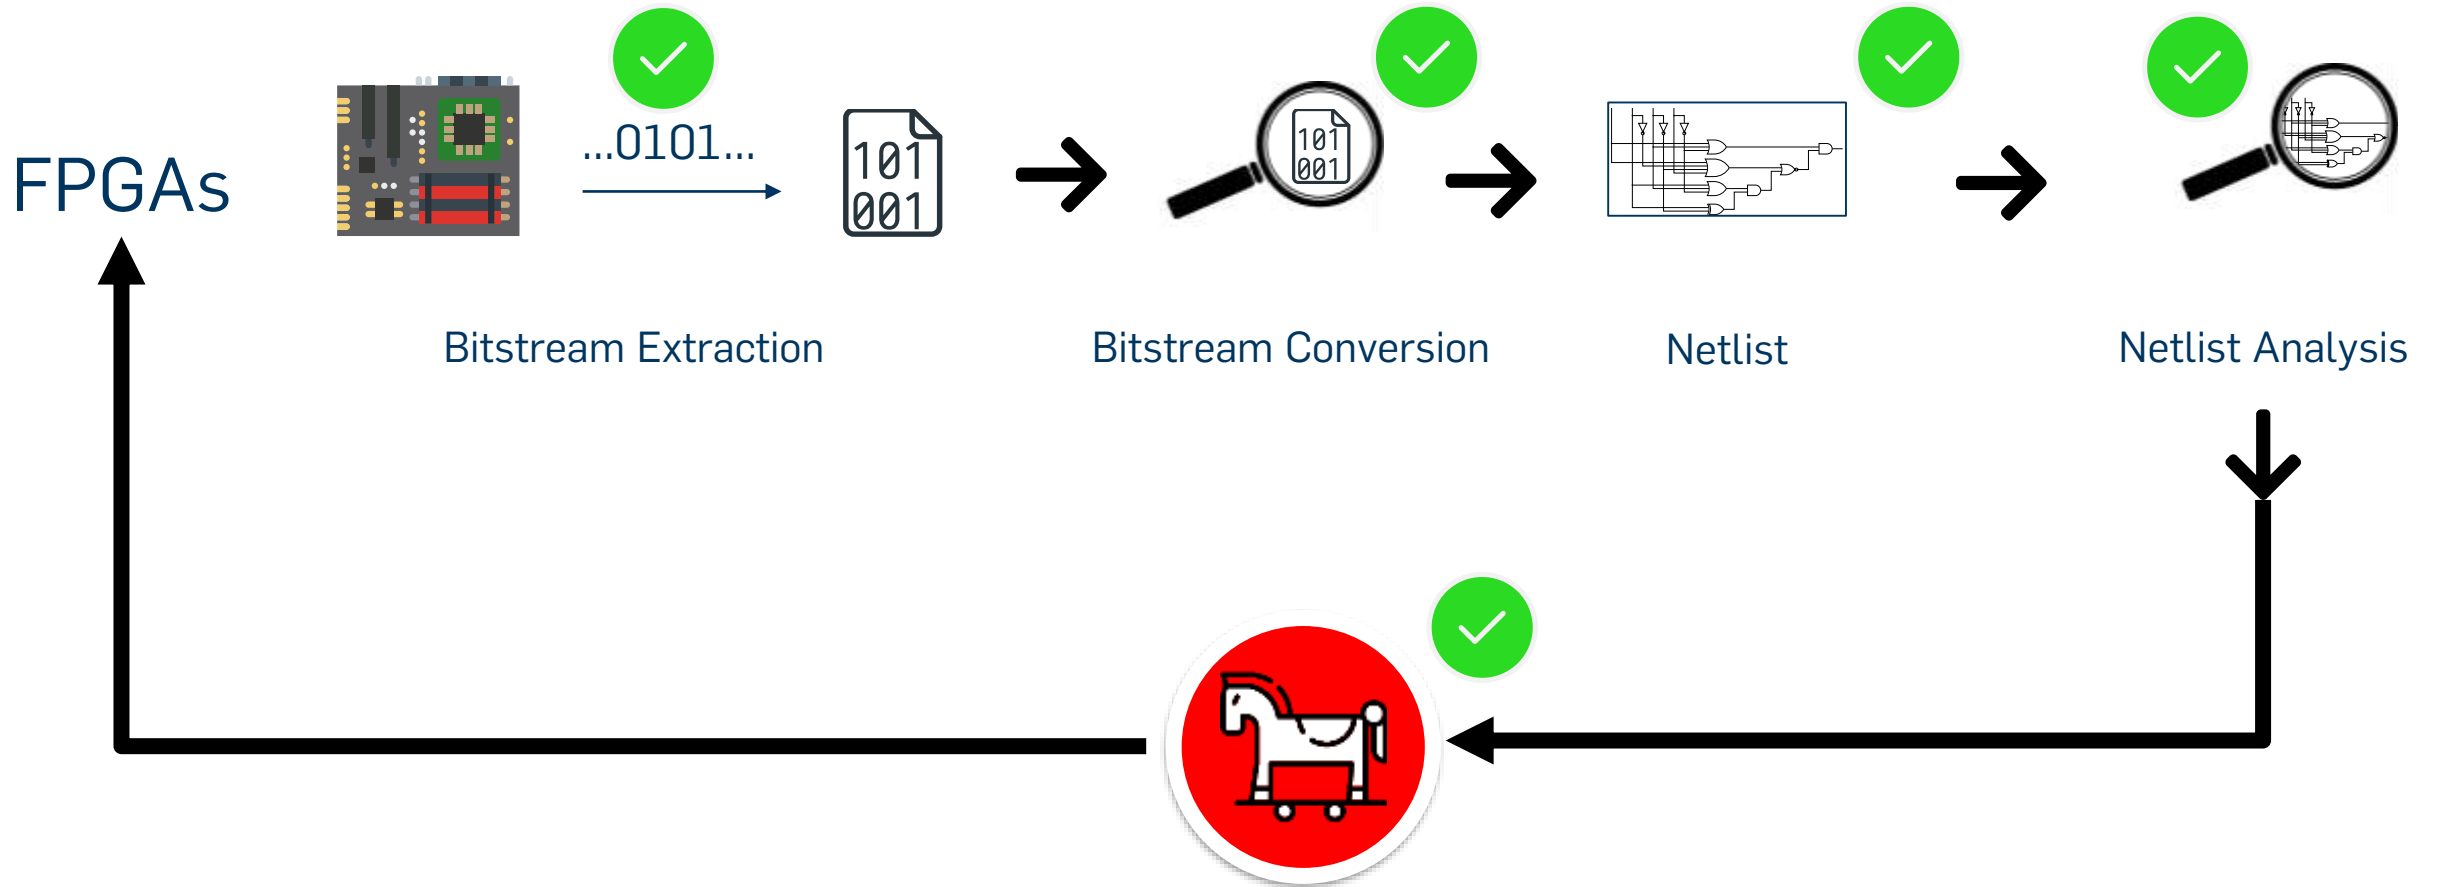 FPGAs
...0101...
101
001
101
001
Bitstream Extraction
Bitstream Conversion
Netlist
Netlist Analysis